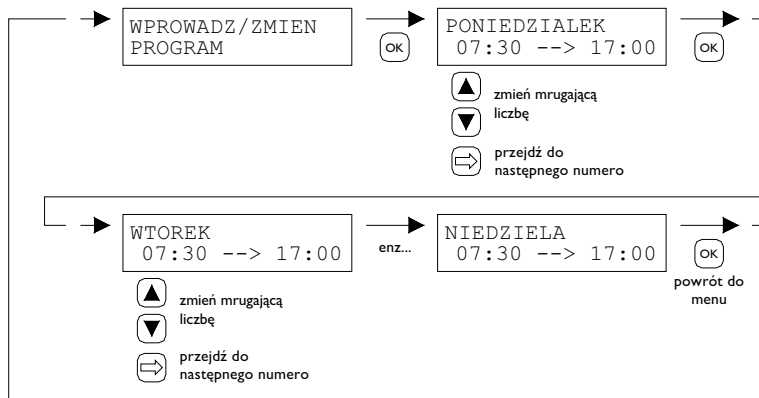 WPROWADZ/ZMIEN
PROGRAM
OK
PONIEDZIALEK
07:30 --> 17:00
OK
zmień mrugającą
liczbę
przejdź do
następnego numero
WTOREK
07:30 --> 17:00
enz...
NIEDZIELA
07:30 --> 17:00
OK
powrót do
menu
zmień mrugającą
liczbę
przejdź do
następnego numero